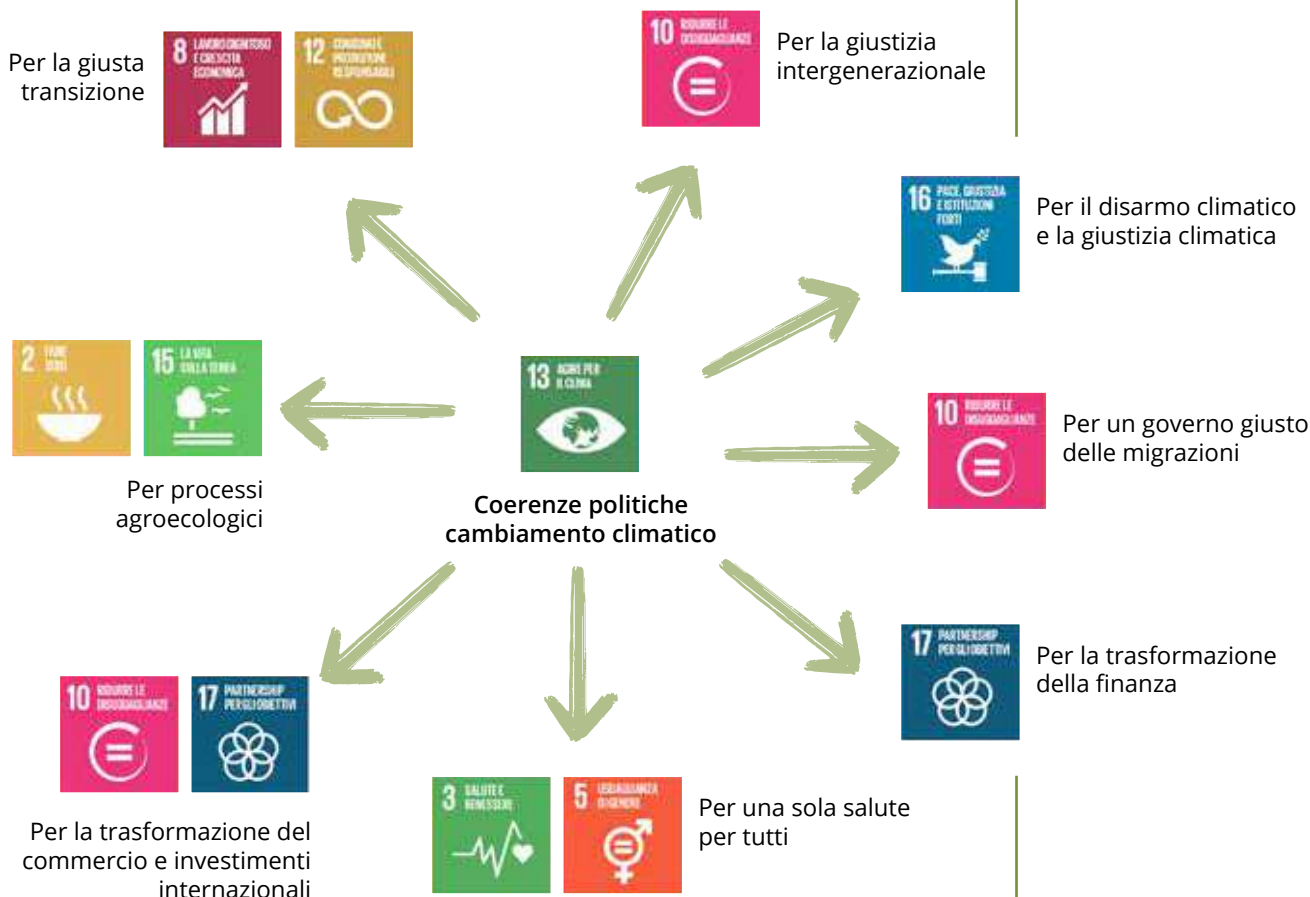 Per la giusta
transizione
8 LAVORO DIGNITOSO
E CRESCITA
ECONOMICA
12 CONSUMO E
PRODUZIONE
RESPONSABILI
10 RIDURRE LE
DISUGUAGLIANZE
Per la giustizia
intergenerazionale
16 PACE, GIUSTIZIA
E ISTITUZIONI
FORTI
Per il disarmo climatico
e la giustizia climatica
2 FAME
ZERO
15 LA VITA
SULLA TERRA
Per processi
agroecologici
13 AGIRE PER
IL CLIMA
Coerenze politiche
cambiamento climatico
10 RIDURRE LE
DISUGUAGLIANZE
Per un governo giusto
delle migrazioni
17 PARTNERSHIP
PER GLI OBIETTIVI
Per la trasformazione
della finanza
10 RIDURRE LE
DISUGUAGLIANZE
17 PARTNERSHIP
PER GLI OBIETTIVI
Per la trasformazione del
commercio e investimenti
internazionali
3 SALUTE E
BENESSERE
5 UGUAGLIANZA
DI GENERE
Per una sola salute
per tutti